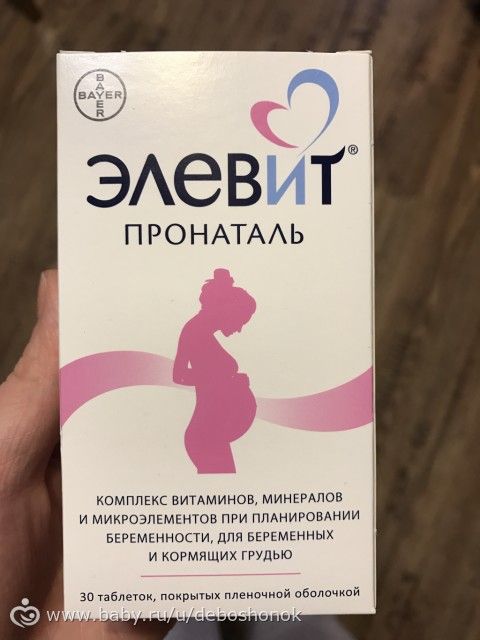 BAYER
BAYER
ЭЛЕВИТ®
ПРОНАТАЛЬ
КОМПЛЕКС ВИТАМИНОВ, МИНЕРАЛОВ
И МИКРОЭЛЕМЕНТОВ ПРИ ПЛАНИРОВАНИИ
БЕРЕМЕННОСТИ, ДЛЯ БЕРЕМЕННЫХ
И КОРМЯЩИХ ГРУДЬЮ
30 таблеток, покрытых пленочной оболочкой
www.baby.ru/u/deboshonok